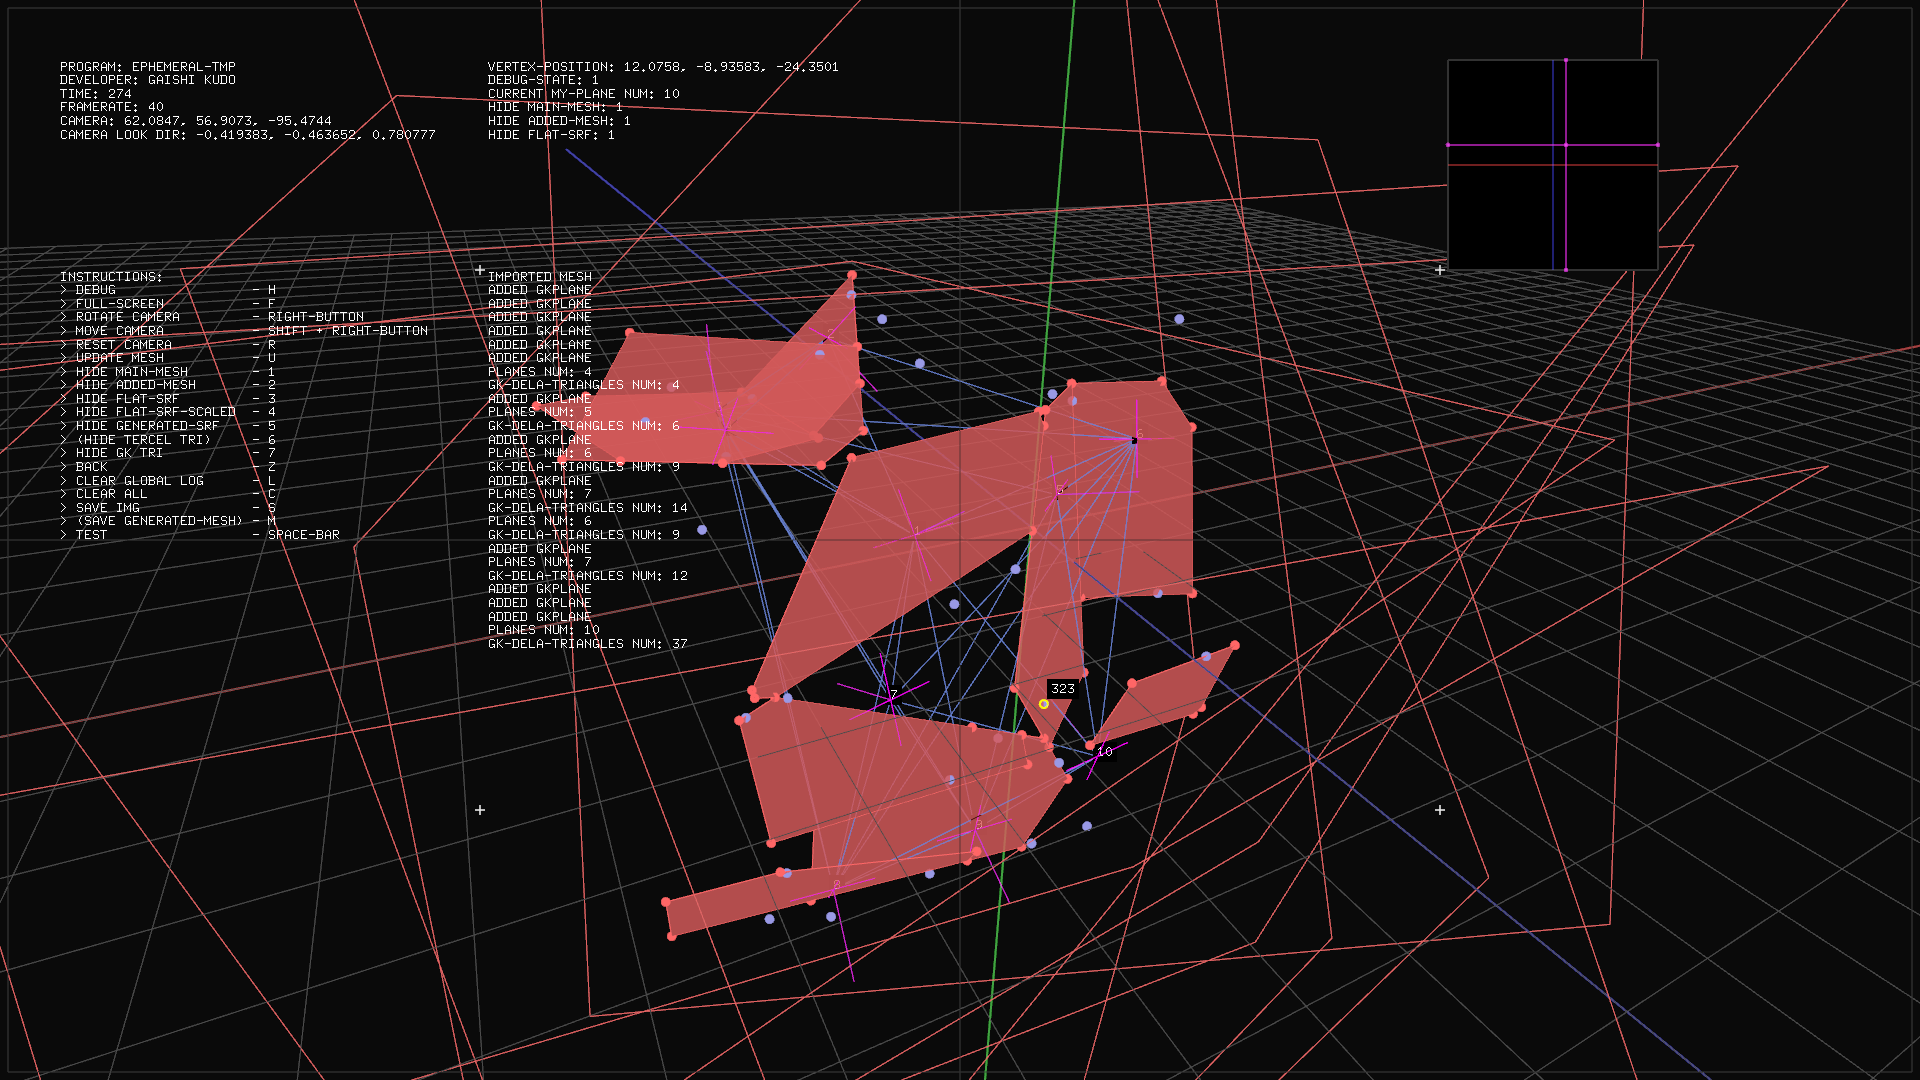 PROGRAM: EPHEMERAL-TMP
DEVELOPER: GAISHI KUDO
TIME: 274
FRAMERATE: 40
CAMERA: 62.0847, 56.9073, -95.4744
CAMERA LOOK DIR: -0.419383, -0.463652, 0.780777
VERTEX-POSITION: 12.0758, -8.93583, -24.3501
DEBUG-STATE: 1
CURRENT MY-PLANE NUM: 10
HIDE MAIN-MESH: 1
HIDE ADDED-MESH: 1
HIDE FLAT-SRF: 1
INSTRUCTIONS:
> DEBUG - H
> FULL-SCREEN - F
> ROTATE CAMERA - RIGHT-BUTTON
> MOVE CAMERA - SHIFT + RIGHT-BUTTON
> RESET CAMERA - R
> UPDATE MESH - U
> HIDE MAIN-MESH - 1
> HIDE ADDED-MESH - 2
> HIDE FLAT-SRF - 3
> HIDE FLAT-SRF-SCALED - 4
> HIDE GENERATED-SRF - 5
> (HIDE TERCEL TRI) - 6
> HIDE GK TRI - 7
> BACK - Z
> CLEAR GLOBAL LOG - L
> CLEAR ALL - C
> SAVE IMG - S
> (SAVE GENERATED-MESH) - M
> TEST - SPACE-BAR
IMPORTED MESH
ADDED GKPLANE
ADDED GKPLANE
ADDED GKPLANE
ADDED GKPLANE
ADDED GKPLANE
ADDED GKPLANE
PLANES NUM: 4
GK-DELA-TRIANGLES NUM: 4
ADDED GKPLANE
PLANES NUM: 5
GK-DELA-TRIANGLES NUM: 6
ADDED GKPLANE
PLANES NUM: 6
GK-DELA-TRIANGLES NUM: 9
ADDED GKPLANE
PLANES NUM: 7
GK-DELA-TRIANGLES NUM: 14
PLANES NUM: 6
GK-DELA-TRIANGLES NUM: 9
ADDED GKPLANE
PLANES NUM: 7
GK-DELA-TRIANGLES NUM: 12
ADDED GKPLANE
ADDED GKPLANE
ADDED GKPLANE
PLANES NUM: 10
GK-DELA-TRIANGLES NUM: 37
2
6
5
1
7
323
10
9
8